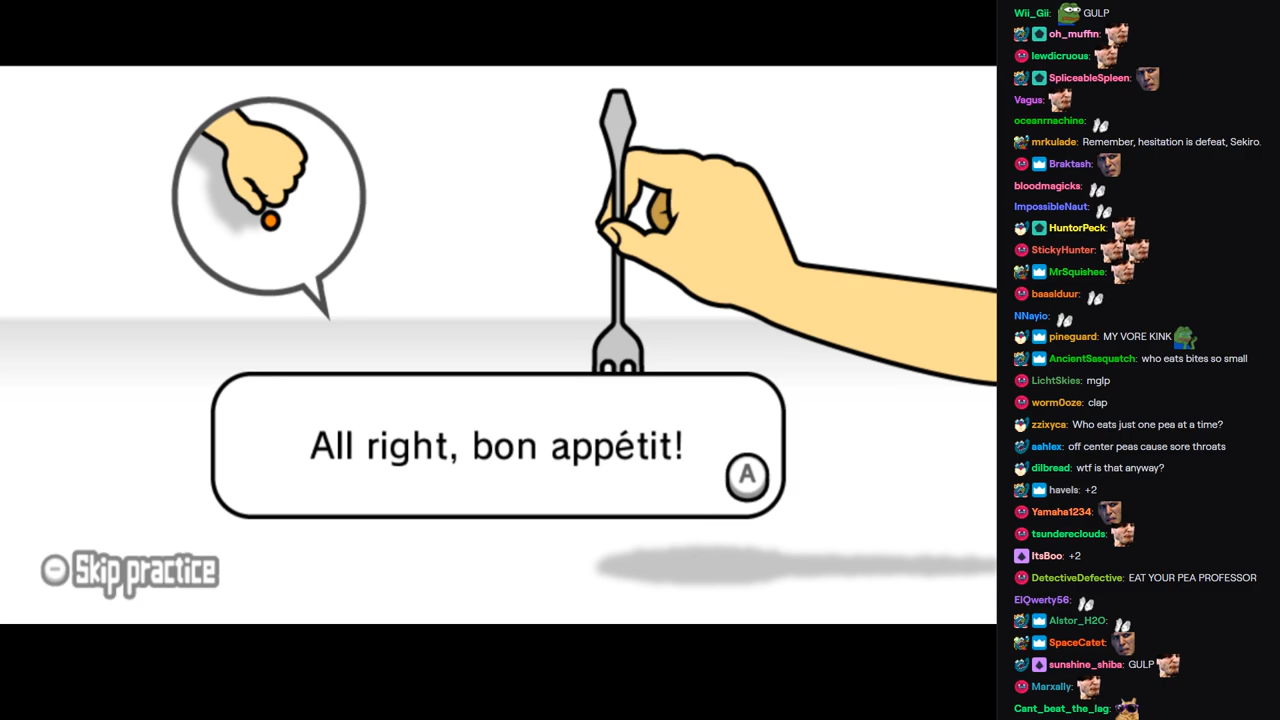 All right, bon appétit!
A
Skip practice
Wii_Gii: GULP
oh_muffin:
lewdicruous:
SpliceableSpleen:
Vagus:
oceanrnachine:
mrkulade: Remember, hesitation is defeat, Sekiro.
Braktash:
bloodmagicks:
ImpossibleNaut:
HuntorPeck:
StickyHunter:
MrSquishee:
baaalduur:
NNayio:
pineguard: MY VORE KINK
AncientSasquatch: who eats bites so small
LichtSkies: mglp
worm0oze: clap
zzixyca: Who eats just one pea at a time?
aahlex: off center peas cause sore throats
dilbread: wtf is that anyway?
havels: +2
Yamaha1234:
tsundereclouds:
ItsBoo: +2
DetectiveDefective: EAT YOUR PEA PROFESSOR
ElQwerty56:
Alstor_H2O:
SpaceCatet:
sunshine_shiba: GULP
Marxally:
Cant_beat_the_lag: